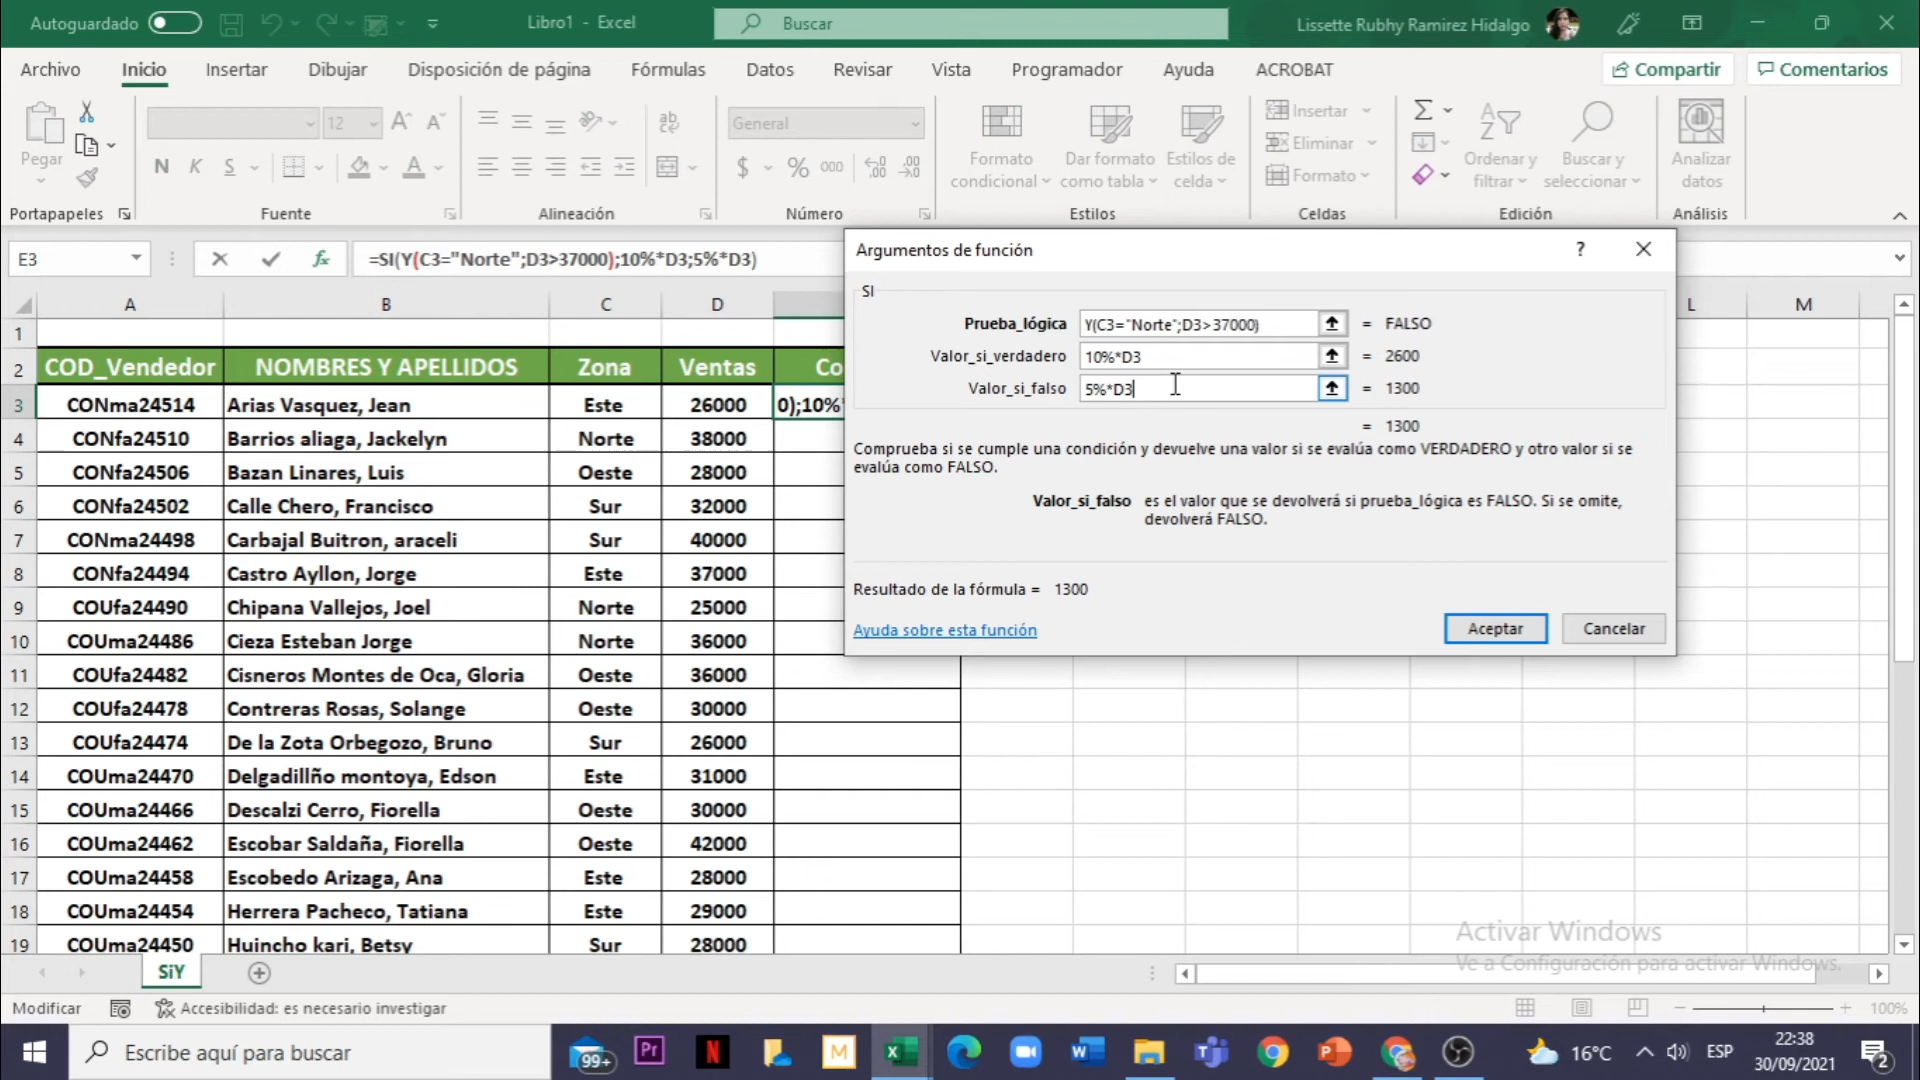 Autoguardado
Libro1 - Excel
Buscar
Lissette Rubhy Ramirez Hidalgo
Archivo Inicio Insertar Dibujar Disposición de página Fórmulas Datos Revisar Vista Programador Ayuda ACROBAT
Compartir
Comentarios
Pegar
12
N K S
General
$ % 000
Formato condicional
Dar formato como tabla
Estilos de celda
Insertar
Eliminar
Formato
Ordenar y filtrar
Buscar y seleccionar
Analizar datos
Portapapeles Fuente Alineación Número Estilos Celdas Edición Análisis
E3
=SI(Y(C3="Norte";D3>37000);10%*D3;5%*D3)
A B C D L M
1
2 COD_Vendedor NOMBRES Y APELLIDOS Zona Ventas Co
3 CONma24514 Arias Vasquez, Jean Este 26000 0);10%*
4 CONfa24510 Barrios aliaga, Jackelyn Norte 38000
5 CONfa24506 Bazan Linares, Luis Oeste 28000
6 CONfa24502 Calle Chero, Francisco Sur 32000
7 CONma24498 Carbajal Buitron, araceli Sur 40000
8 CONfa24494 Castro Ayllon, Jorge Este 37000
9 COUfa24490 Chipana Vallejos, Joel Norte 25000
10 COUma24486 Cieza Esteban Jorge Norte 36000
11 COUfa24482 Cisneros Montes de Oca, Gloria Oeste 36000
12 COUfa24478 Contreras Rosas, Solange Oeste 30000
13 COUfa24474 De la Zota Orbegozo, Bruno Sur 26000
14 COUma24470 Delgadillño montoya, Edson Este 31000
15 COUma24466 Descalzi Cerro, Fiorella Oeste 30000
16 COUma24462 Escobar Saldaña, Fiorella Oeste 42000
17 COUma24458 Escobedo Arizaga, Ana Este 28000
18 COUma24454 Herrera Pacheco, Tatiana Este 29000
19 COUma24450 Huincho kari, Betsy Sur 28000
Argumentos de función
SI
Prueba_lógica Y(C3="Norte";D3>37000) = FALSO
Valor_si_verdadero 10%*D3 = 2600
Valor_si_falso 5%*D3 = 1300
= 1300
Comprueba si se cumple una condición y devuelve una valor si se evalúa como VERDADERO y otro valor si se
evalúa como FALSO.
Valor_si_falso es el valor que se devolverá si prueba_lógica es FALSO. Si se omite,
devolverá FALSO.
Resultado de la fórmula = 1300
Ayuda sobre esta función
Aceptar
Cancelar
Activar Windows
Ve a Configuración para activar Windows.
SiY
Modificar
Accesibilidad: es necesario investigar
100%
Escribe aquí para buscar
99+
16°C
ESP
22:38
30/09/2021
2